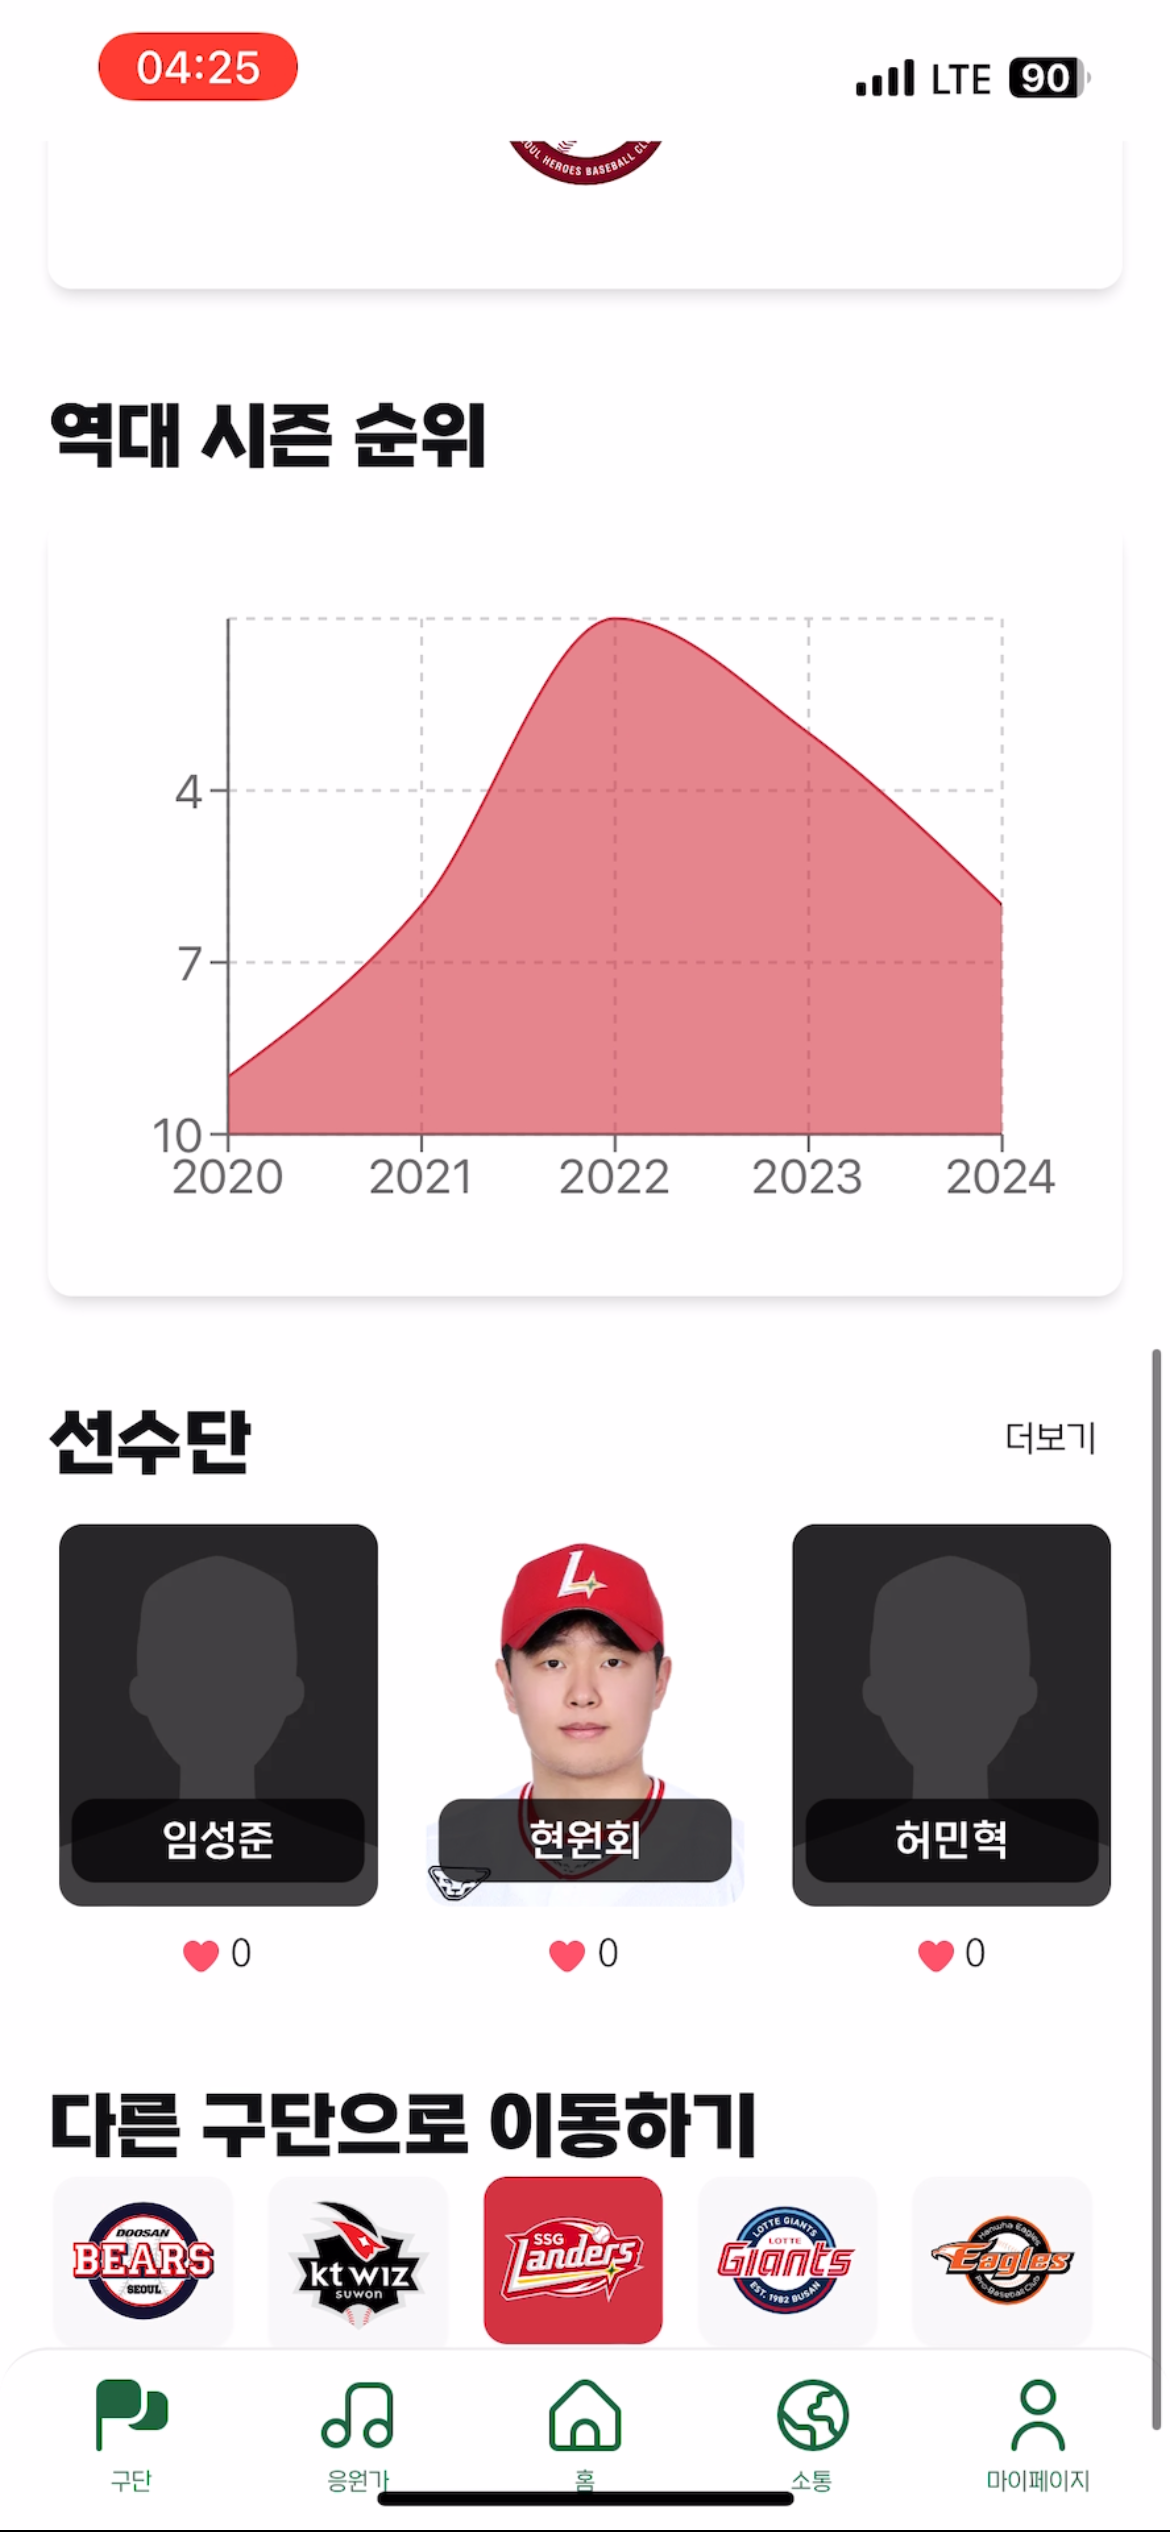 04:25
LTE 90
OUL HEROES BASEBALL CL
역대 시즌 순위
4
7
10
2020 2021 2022 2023 2024
선수단
더보기
L
임성준 현원회 허민혁
0 0 0
다른 구단으로 이동하기
DOOSAN
BEARS
SEOUL
kt wiz
suwon
SSG
Landers
LOTTE GIANTS
LOTTE
Giants
EST. 1982 BUSAN
Hanwha Eagles
Eagles
Pro-Baseball Club
구단 응원가 홈 소통 마이페이지